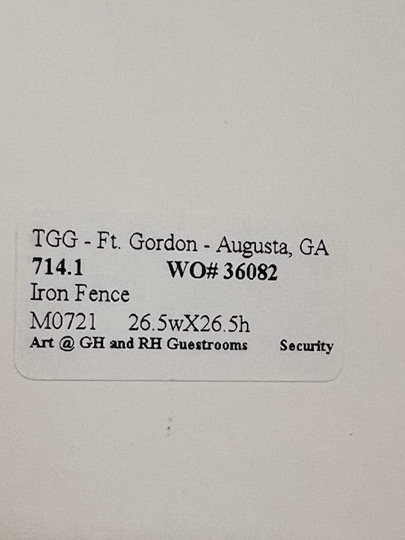 TGG - Ft. Gordon - Augusta, GA
714.1 WO# 36082
Iron Fence
M0721 26.5wX26.5h
Art @ GH and RH Guestrooms Security